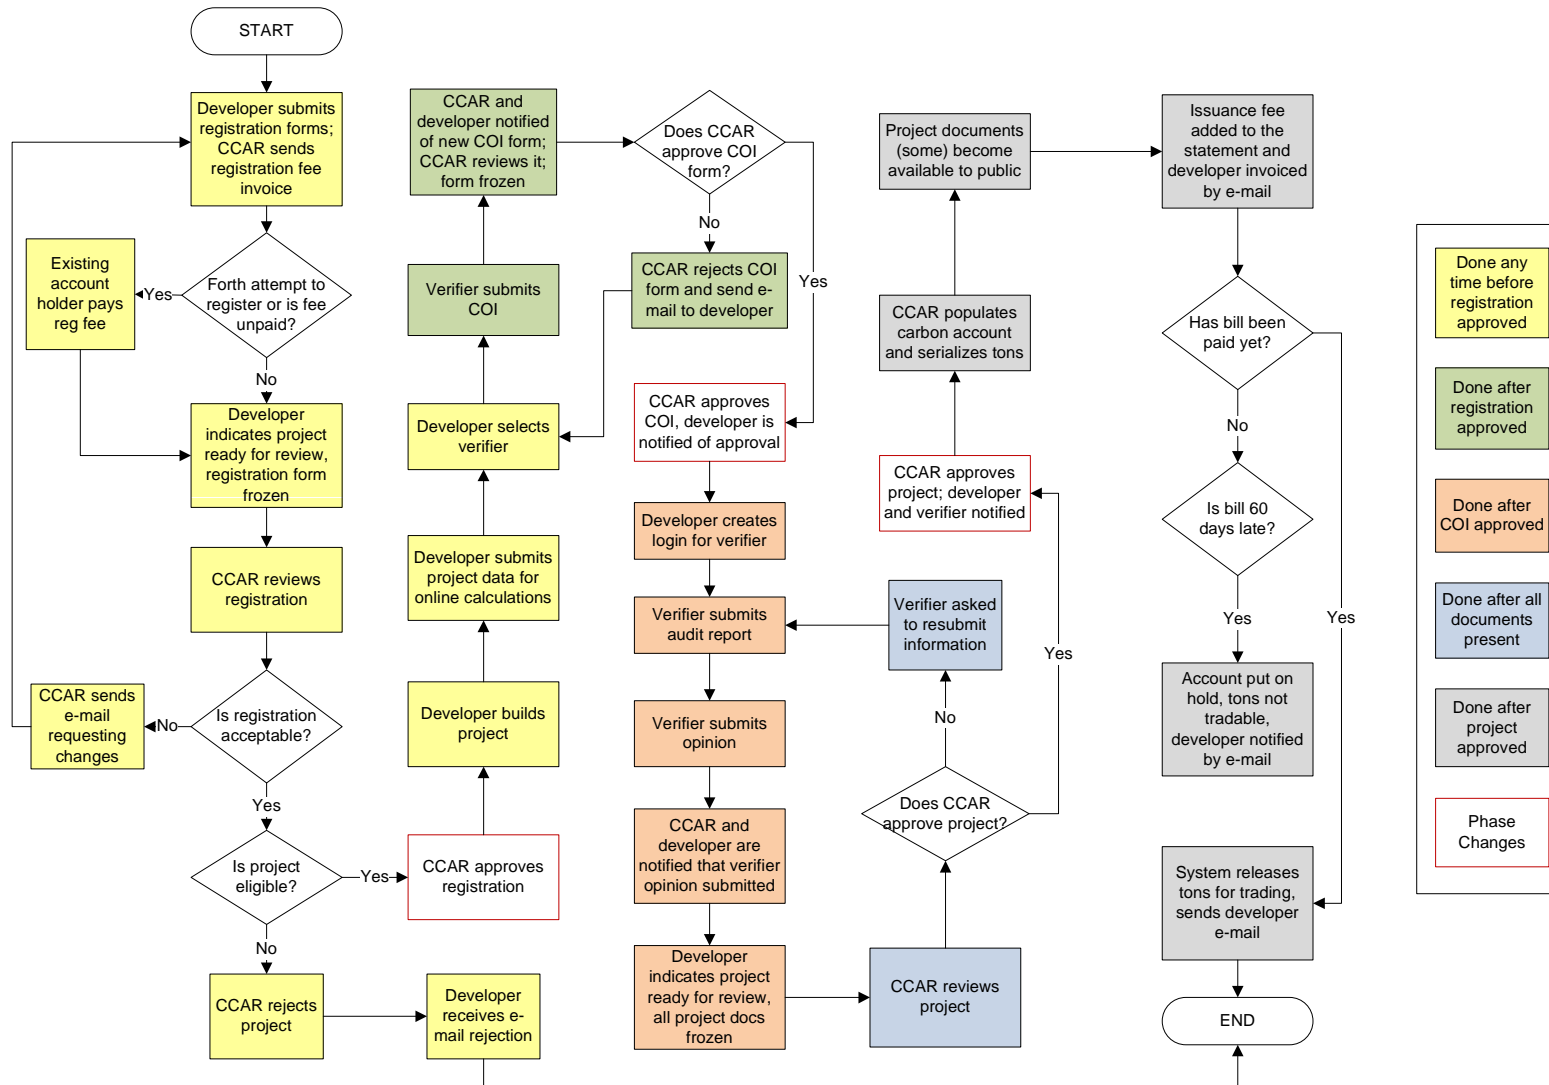 START
Developer submits
registration forms;
CCAR sends
registration fee
invoice
Existing
account
holder pays
reg fee
Yes
Forth attempt to
register or is fee
unpaid?
No
Developer
indicates project
ready for review,
registration form
frozen
CCAR reviews
registration
CCAR sends
e-mail
requesting
changes
No
Is registration
acceptable?
Yes
Is project
eligible?
Yes
No
CCAR rejects
project
Developer
receives e-
mail rejection
CCAR approves
registration
Developer builds
project
Developer submits
project data for
online calculations
Developer selects
verifier
Verifier submits
COI
CCAR and
developer notified
of new COI form;
CCAR reviews it;
form frozen
Does CCAR
approve COI
form?
No
Yes
CCAR rejects COI
form and send e-
mail to developer
CCAR approves
COI, developer is
notified of approval
Developer creates
login for verifier
Verifier submits
audit report
Verifier submits
opinion
CCAR and
developer are
notified that verifier
opinion submitted
Developer
indicates project
ready for review,
all project docs
frozen
CCAR reviews
project
Does CCAR
approve project?
No
Yes
Verifier asked
to resubmit
information
CCAR approves
project; developer
and verifier notified
CCAR populates
carbon account
and serializes tons
Project documents
(some) become
available to public
Issuance fee
added to the
statement and
developer invoiced
by e-mail
Has bill been
paid yet?
No
Yes
Is bill 60
days late?
Yes
Account put on
hold, tons not
tradable,
developer notified
by e-mail
System releases
tons for trading,
sends developer
e-mail
END
Done any
time before
registration
approved
Done after
registration
approved
Done after
COI approved
Done after all
documents
present
Done after
project
approved
Phase
Changes